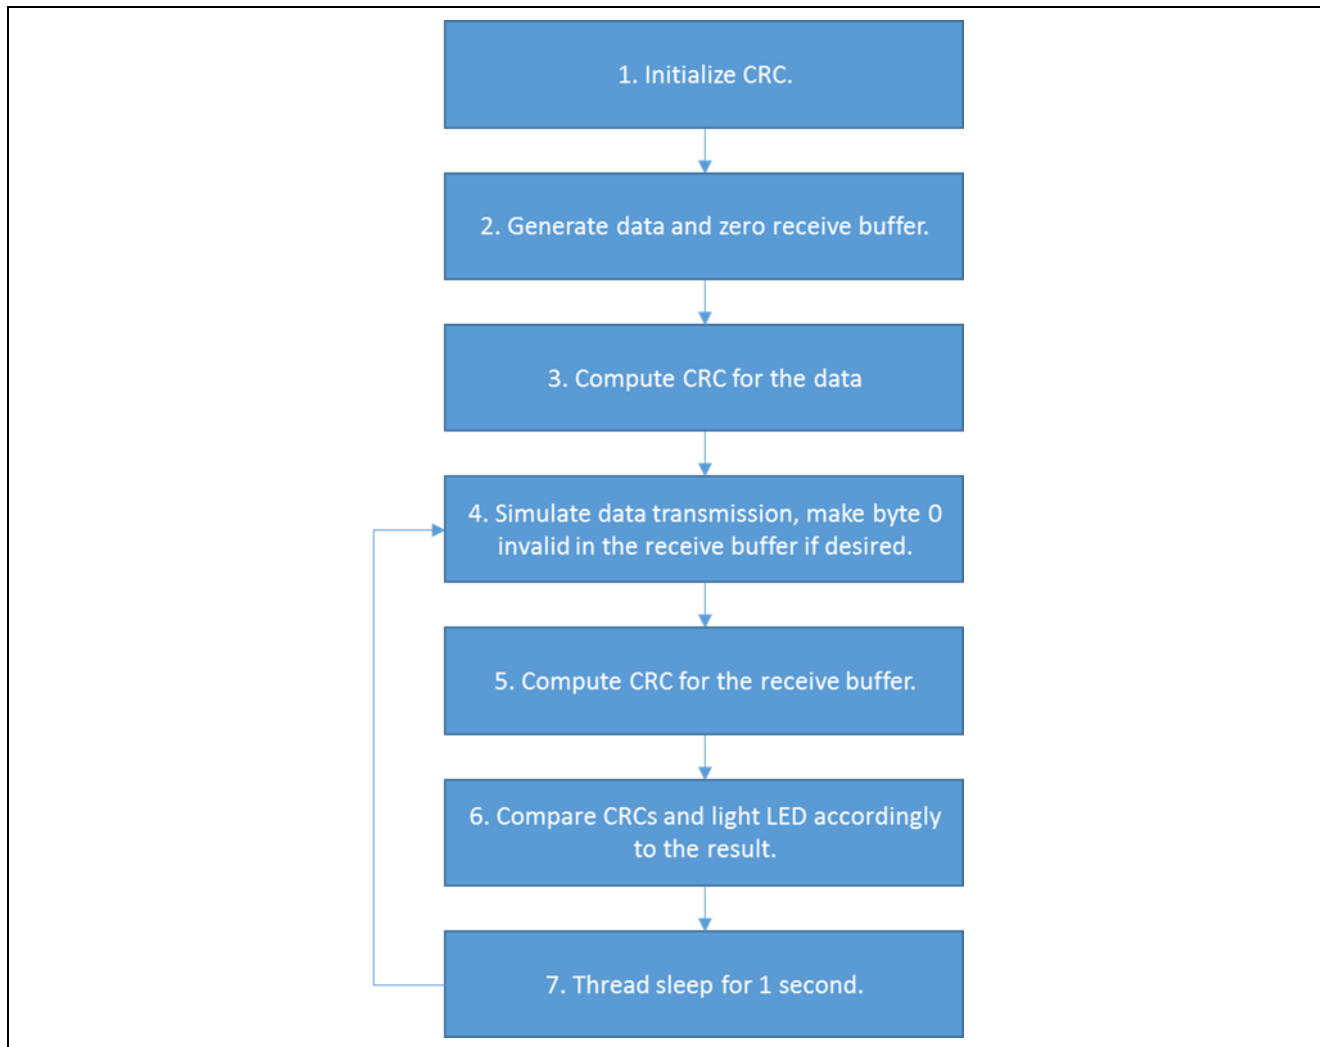 1. Initialize CRC.
2. Generate data and zero receive buffer.
3. Compute CRC for the data
4. Simulate data transmission, make byte 0
invalid in the receive buffer if desired.
5. Compute CRC for the receive buffer.
6. Compare CRCs and light LED accordingly
to the result.
7. Thread sleep for 1 second.